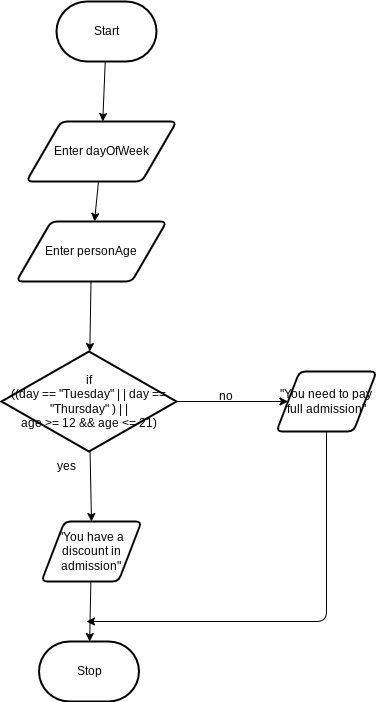 Start
Enter dayOfWeek
Enter personAge
if
((day == "Tuesday" || day ==
"Thursday" ) ||
age >= 12 && age <= 21)
no
"You need to pay
full admission"
yes
"You have a
discount in
admission"
Stop